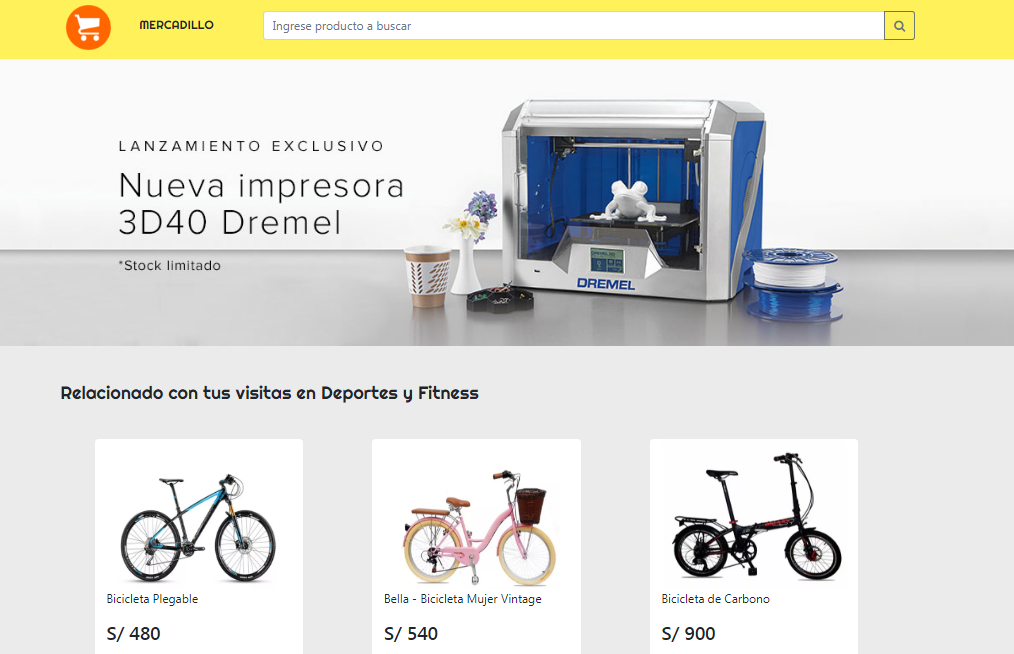 MERCADILLO
Ingrese producto a buscar
LANZAMIENTO EXCLUSIVO
Nueva impresora
3D40 Dremel
*Stock limitado
DREMEL
Relacionado con tus visitas en Deportes y Fitness
Bicicleta Plegable
Bella - Bicicleta Mujer Vintage
Bicicleta de Carbono
S/ 480
S/ 540
S/ 900